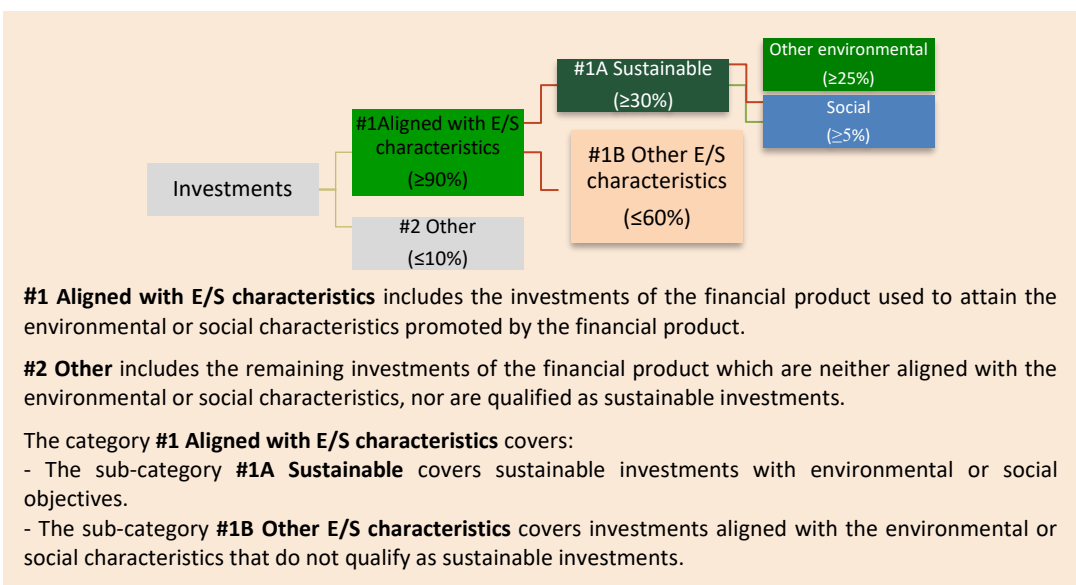 Other environmental
(≥25%)
#1A Sustainable
(≥30%)
Social
(≥5%)
#1Aligned with E/S
characteristics
(≥90%)
#1B Other E/S
characteristics
(≤60%)
Investments
#2 Other
(≤10%)
#1 Aligned with E/S characteristics includes the investments of the financial product used to attain the
environmental or social characteristics promoted by the financial product.
#2 Other includes the remaining investments of the financial product which are neither aligned with the
environmental or social characteristics, nor are qualified as sustainable investments.
The category #1 Aligned with E/S characteristics covers:
- The sub-category #1A Sustainable covers sustainable investments with environmental or social
objectives.
- The sub-category #1B Other E/S characteristics covers investments aligned with the environmental or
social characteristics that do not qualify as sustainable investments.